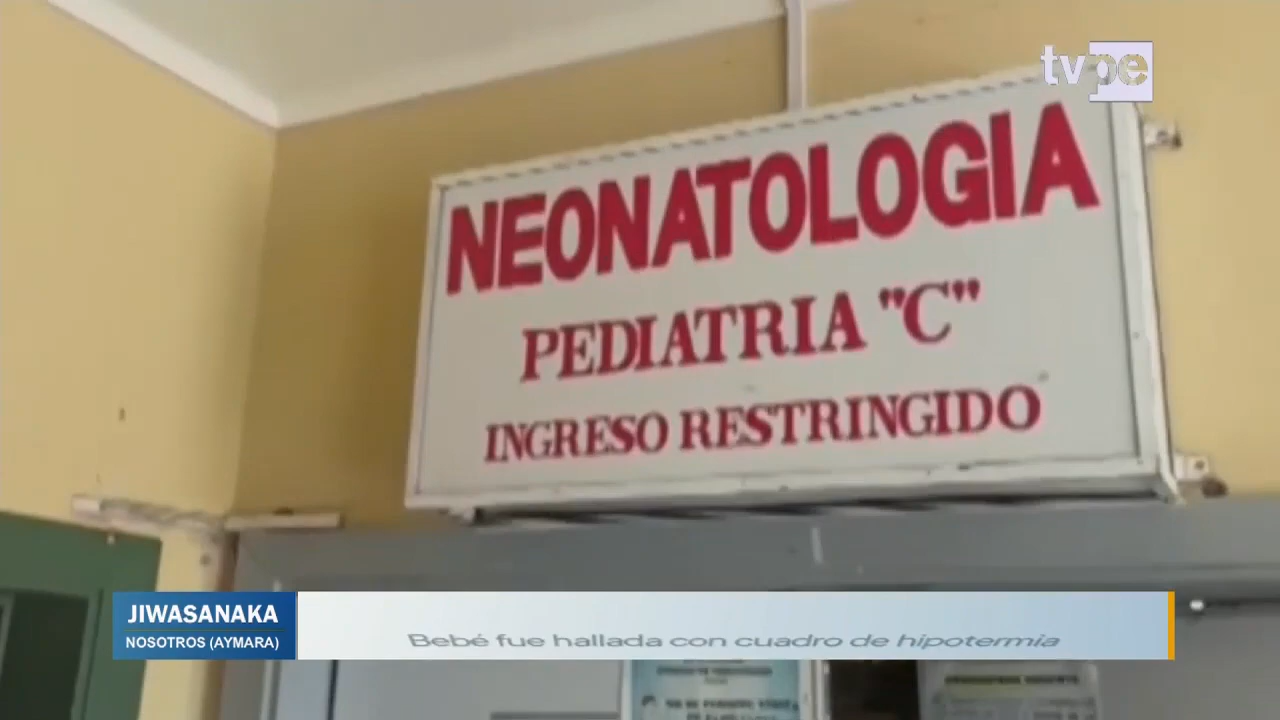 tvpe
NEONATOLOGIA
PEDIATRIA "C"
INGRESO RESTRINGIDO
JIWASANAKA
NOSOTROS (AYMARA)
Bebé fue hallada con cuadro de hipotermia